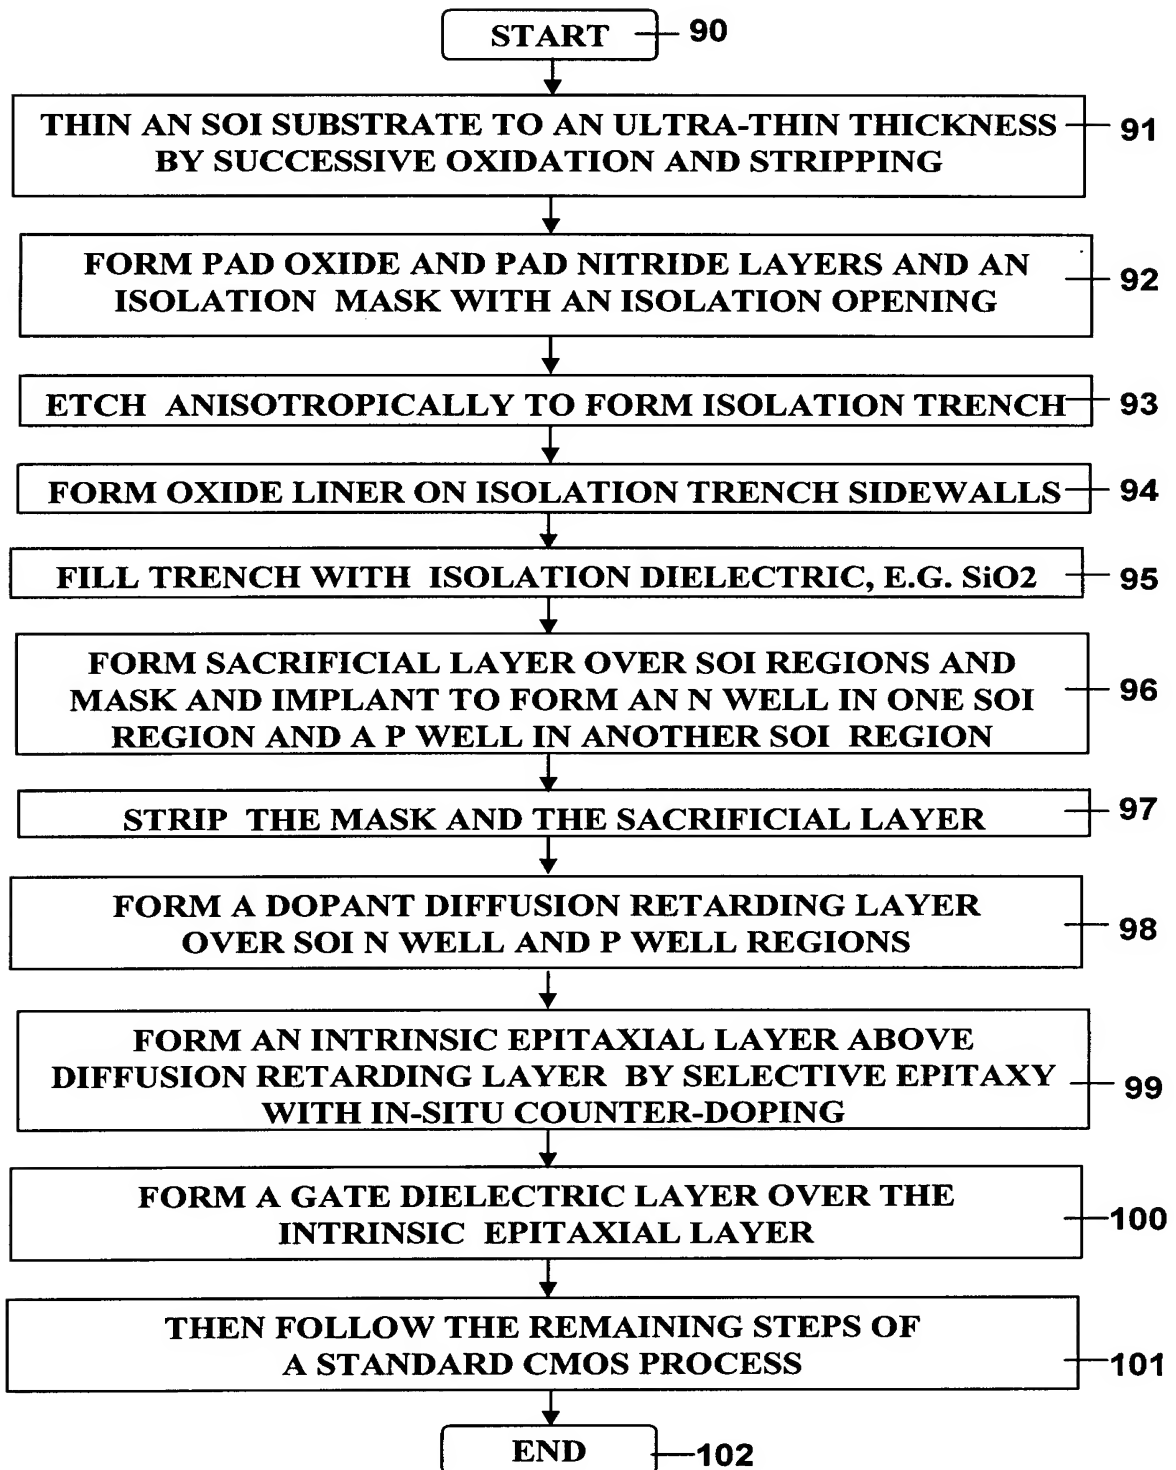 START 90
THIN AN SOI SUBSTRATE TO AN ULTRA-THIN THICKNESS 91
BY SUCCESSIVE OXIDATION AND STRIPPING
FORM PAD OXIDE AND PAD NITRIDE LAYERS AND AN
ISOLATION MASK WITH AN ISOLATION OPENING 92
ETCH ANISOTROPICALLY TO FORM ISOLATION TRENCH 93
FORM OXIDE LINER ON ISOLATION TRENCH SIDEWALLS 94
FILL TRENCH WITH ISOLATION DIELECTRIC, E.G. SiO2 95
FORM SACRIFICIAL LAYER OVER SOI REGIONS AND
MASK AND IMPLANT TO FORM AN N WELL IN ONE SOI 96
REGION AND A P WELL IN ANOTHER SOI REGION
STRIP THE MASK AND THE SACRIFICIAL LAYER 97
FORM A DOPANT DIFFUSION RETARDING LAYER
OVER SOI N WELL AND P WELL REGIONS 98
FORM AN INTRINSIC EPITAXIAL LAYER ABOVE
DIFFUSION RETARDING LAYER BY SELECTIVE EPITAXY 99
WITH IN-SITU COUNTER-DOPING
FORM A GATE DIELECTRIC LAYER OVER THE
INTRINSIC EPITAXIAL LAYER 100
THEN FOLLOW THE REMAINING STEPS OF
A STANDARD CMOS PROCESS 101
END 102